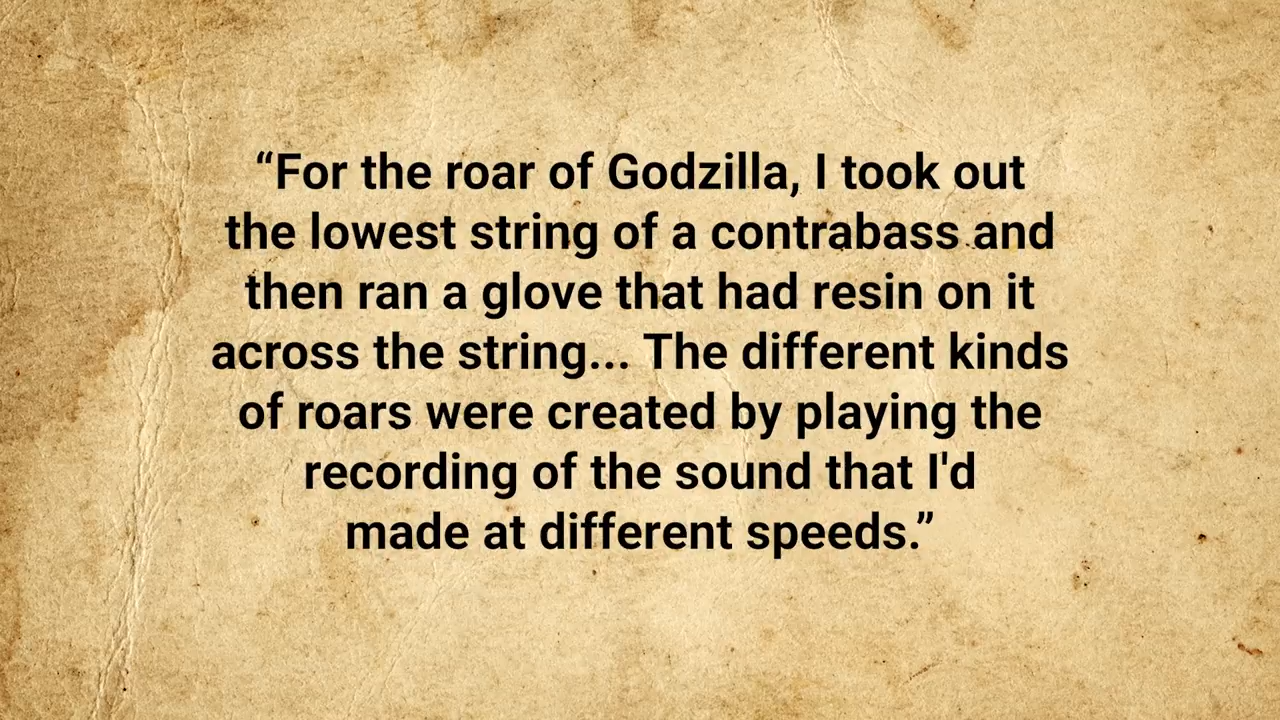 “For the roar of Godzilla, I took out
the lowest string of a contrabass and
then ran a glove that had resin on it
across the string... The different kinds
of roars were created by playing the
recording of the sound that I'd
made at different speeds.”